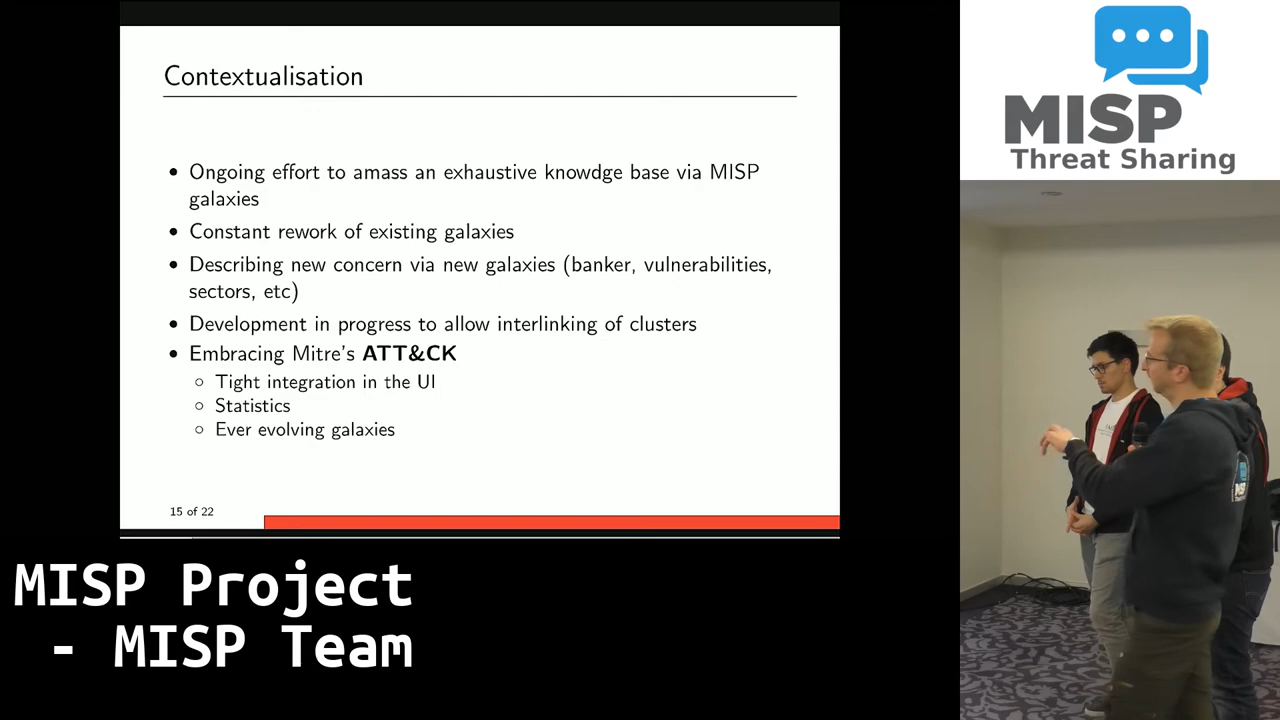 Contextualisation
• Ongoing effort to amass an exhaustive knowdge base via MISP
galaxies
• Constant rework of existing galaxies
• Describing new concern via new galaxies (banker, vulnerabilities,
sectors, etc)
• Development in progress to allow interlinking of clusters
• Embracing Mitre's ATT&CK
○ Tight integration in the UI
○ Statistics
○ Ever evolving galaxies
15 of 22
MISP
Threat Sharing
MISP Project
- MISP Team